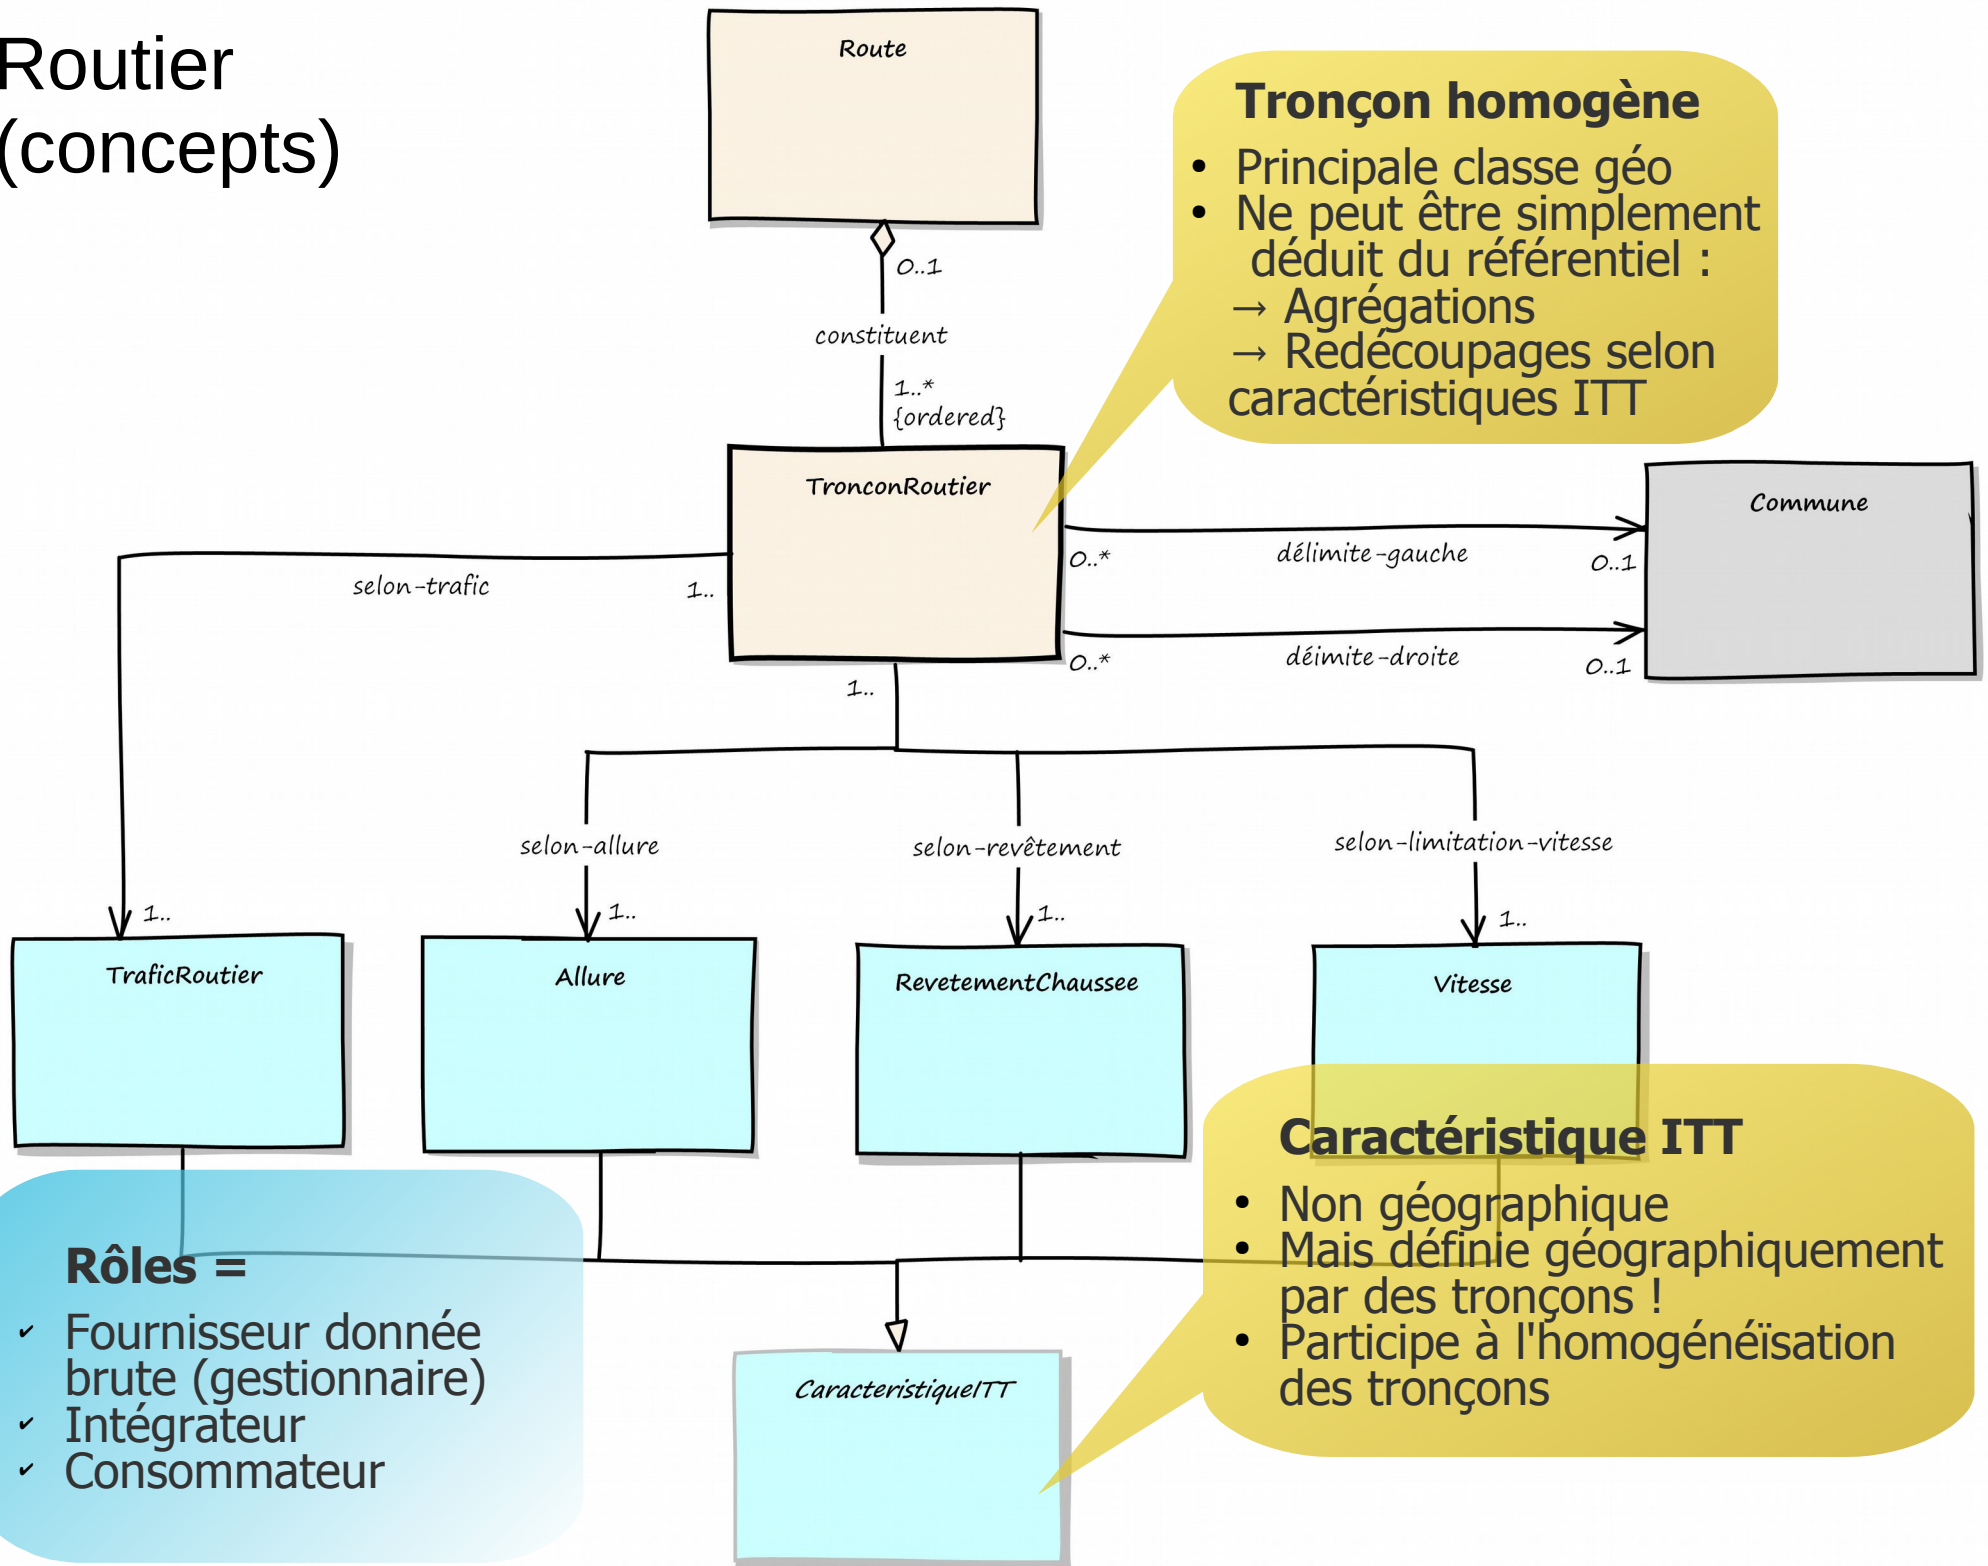 Routier
(concepts)
Route
Tronçon homogène
• Principale classe géo
• Ne peut être simplement
déduit du référentiel :
→ Agrégations
→ Redécoupages selon
caractéristiques ITT
0..1
constituent
1..*
{ordered}
TronconRoutier
Commune
0..*
délimite-gauche
0..1
selon-trafic
1..
0..*
déimite-droite
0..1
1..
selon-allure
selon-revêtement
selon-limitation-vitesse
1..
1..
1..
1..
TraficRoutier
Allure
RevetementChaussee
Vitesse
Caractéristique ITT
• Non géographique
• Mais définie géographiquement
par des tronçons !
• Participe à l'homogénéïsation
des tronçons
Rôles =
✔ Fournisseur donnée
brute (gestionnaire)
✔ Intégrateur
✔ Consommateur
CaracteristiqueITT